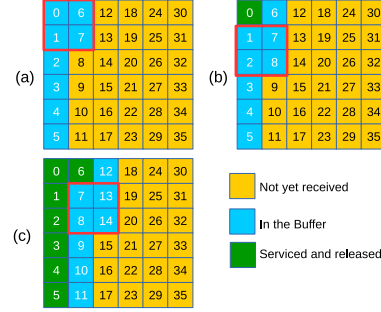 0 6 12 18 24 30
1 7 13 19 25 31
(a) 2 8 14 20 26 32
3 9 15 21 27 33
4 10 16 22 28 34
5 11 17 23 29 35
0 6 12 18 24 30
1 7 13 19 25 31
(b) 2 8 14 20 26 32
3 9 15 21 27 33
4 10 16 22 28 34
5 11 17 23 29 35
0 6 12 18 24 30
1 7 13 19 25 31
(c) 2 8 14 20 26 32
3 9 15 21 27 33
4 10 16 22 28 34
5 11 17 23 29 35
Not yet received
In the Buffer
Serviced and released